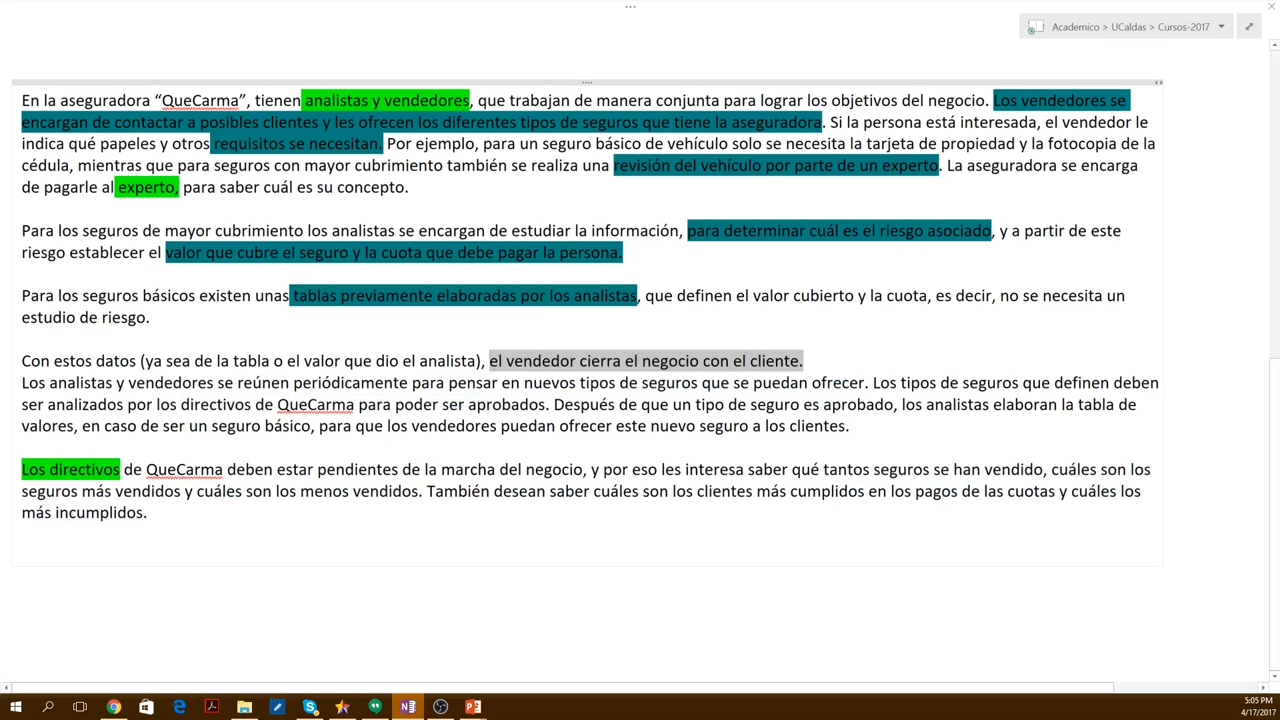 Academico > UCaldas > Cursos-2017
En la aseguradora “QueCarma”, tienen analistas y vendedores, que trabajan de manera conjunta para lograr los objetivos del negocio. Los vendedores se
encargan de contactar a posibles clientes y les ofrecen los diferentes tipos de seguros que tiene la aseguradora. Si la persona está interesada, el vendedor le
indica qué papeles y otros requisitos se necesitan. Por ejemplo, para un seguro básico de vehículo solo se necesita la tarjeta de propiedad y la fotocopia de la
cédula, mientras que para seguros con mayor cubrimiento también se realiza una revisión del vehículo por parte de un experto. La aseguradora se encarga
de pagarle al experto, para saber cuál es su concepto.
Para los seguros de mayor cubrimiento los analistas se encargan de estudiar la información, para determinar cuál es el riesgo asociado, y a partir de este
riesgo establecer el valor que cubre el seguro y la cuota que debe pagar la persona.
Para los seguros básicos existen unas tablas previamente elaboradas por los analistas, que definen el valor cubierto y la cuota, es decir, no se necesita un
estudio de riesgo.
Con estos datos (ya sea de la tabla o el valor que dio el analista), el vendedor cierra el negocio con el cliente.
Los analistas y vendedores se reúnen periódicamente para pensar en nuevos tipos de seguros que se puedan ofrecer. Los tipos de seguros que definen deben
ser analizados por los directivos de QueCarma para poder ser aprobados. Después de que un tipo de seguro es aprobado, los analistas elaboran la tabla de
valores, en caso de ser un seguro básico, para que los vendedores puedan ofrecer este nuevo seguro a los clientes.
Los directivos de QueCarma deben estar pendientes de la marcha del negocio, y por eso les interesa saber qué tantos seguros se han vendido, cuáles son los
seguros más vendidos y cuáles son los menos vendidos. También desean saber cuáles son los clientes más cumplidos en los pagos de las cuotas y cuáles los
más incumplidos.
5:05 PM
4/17/2017